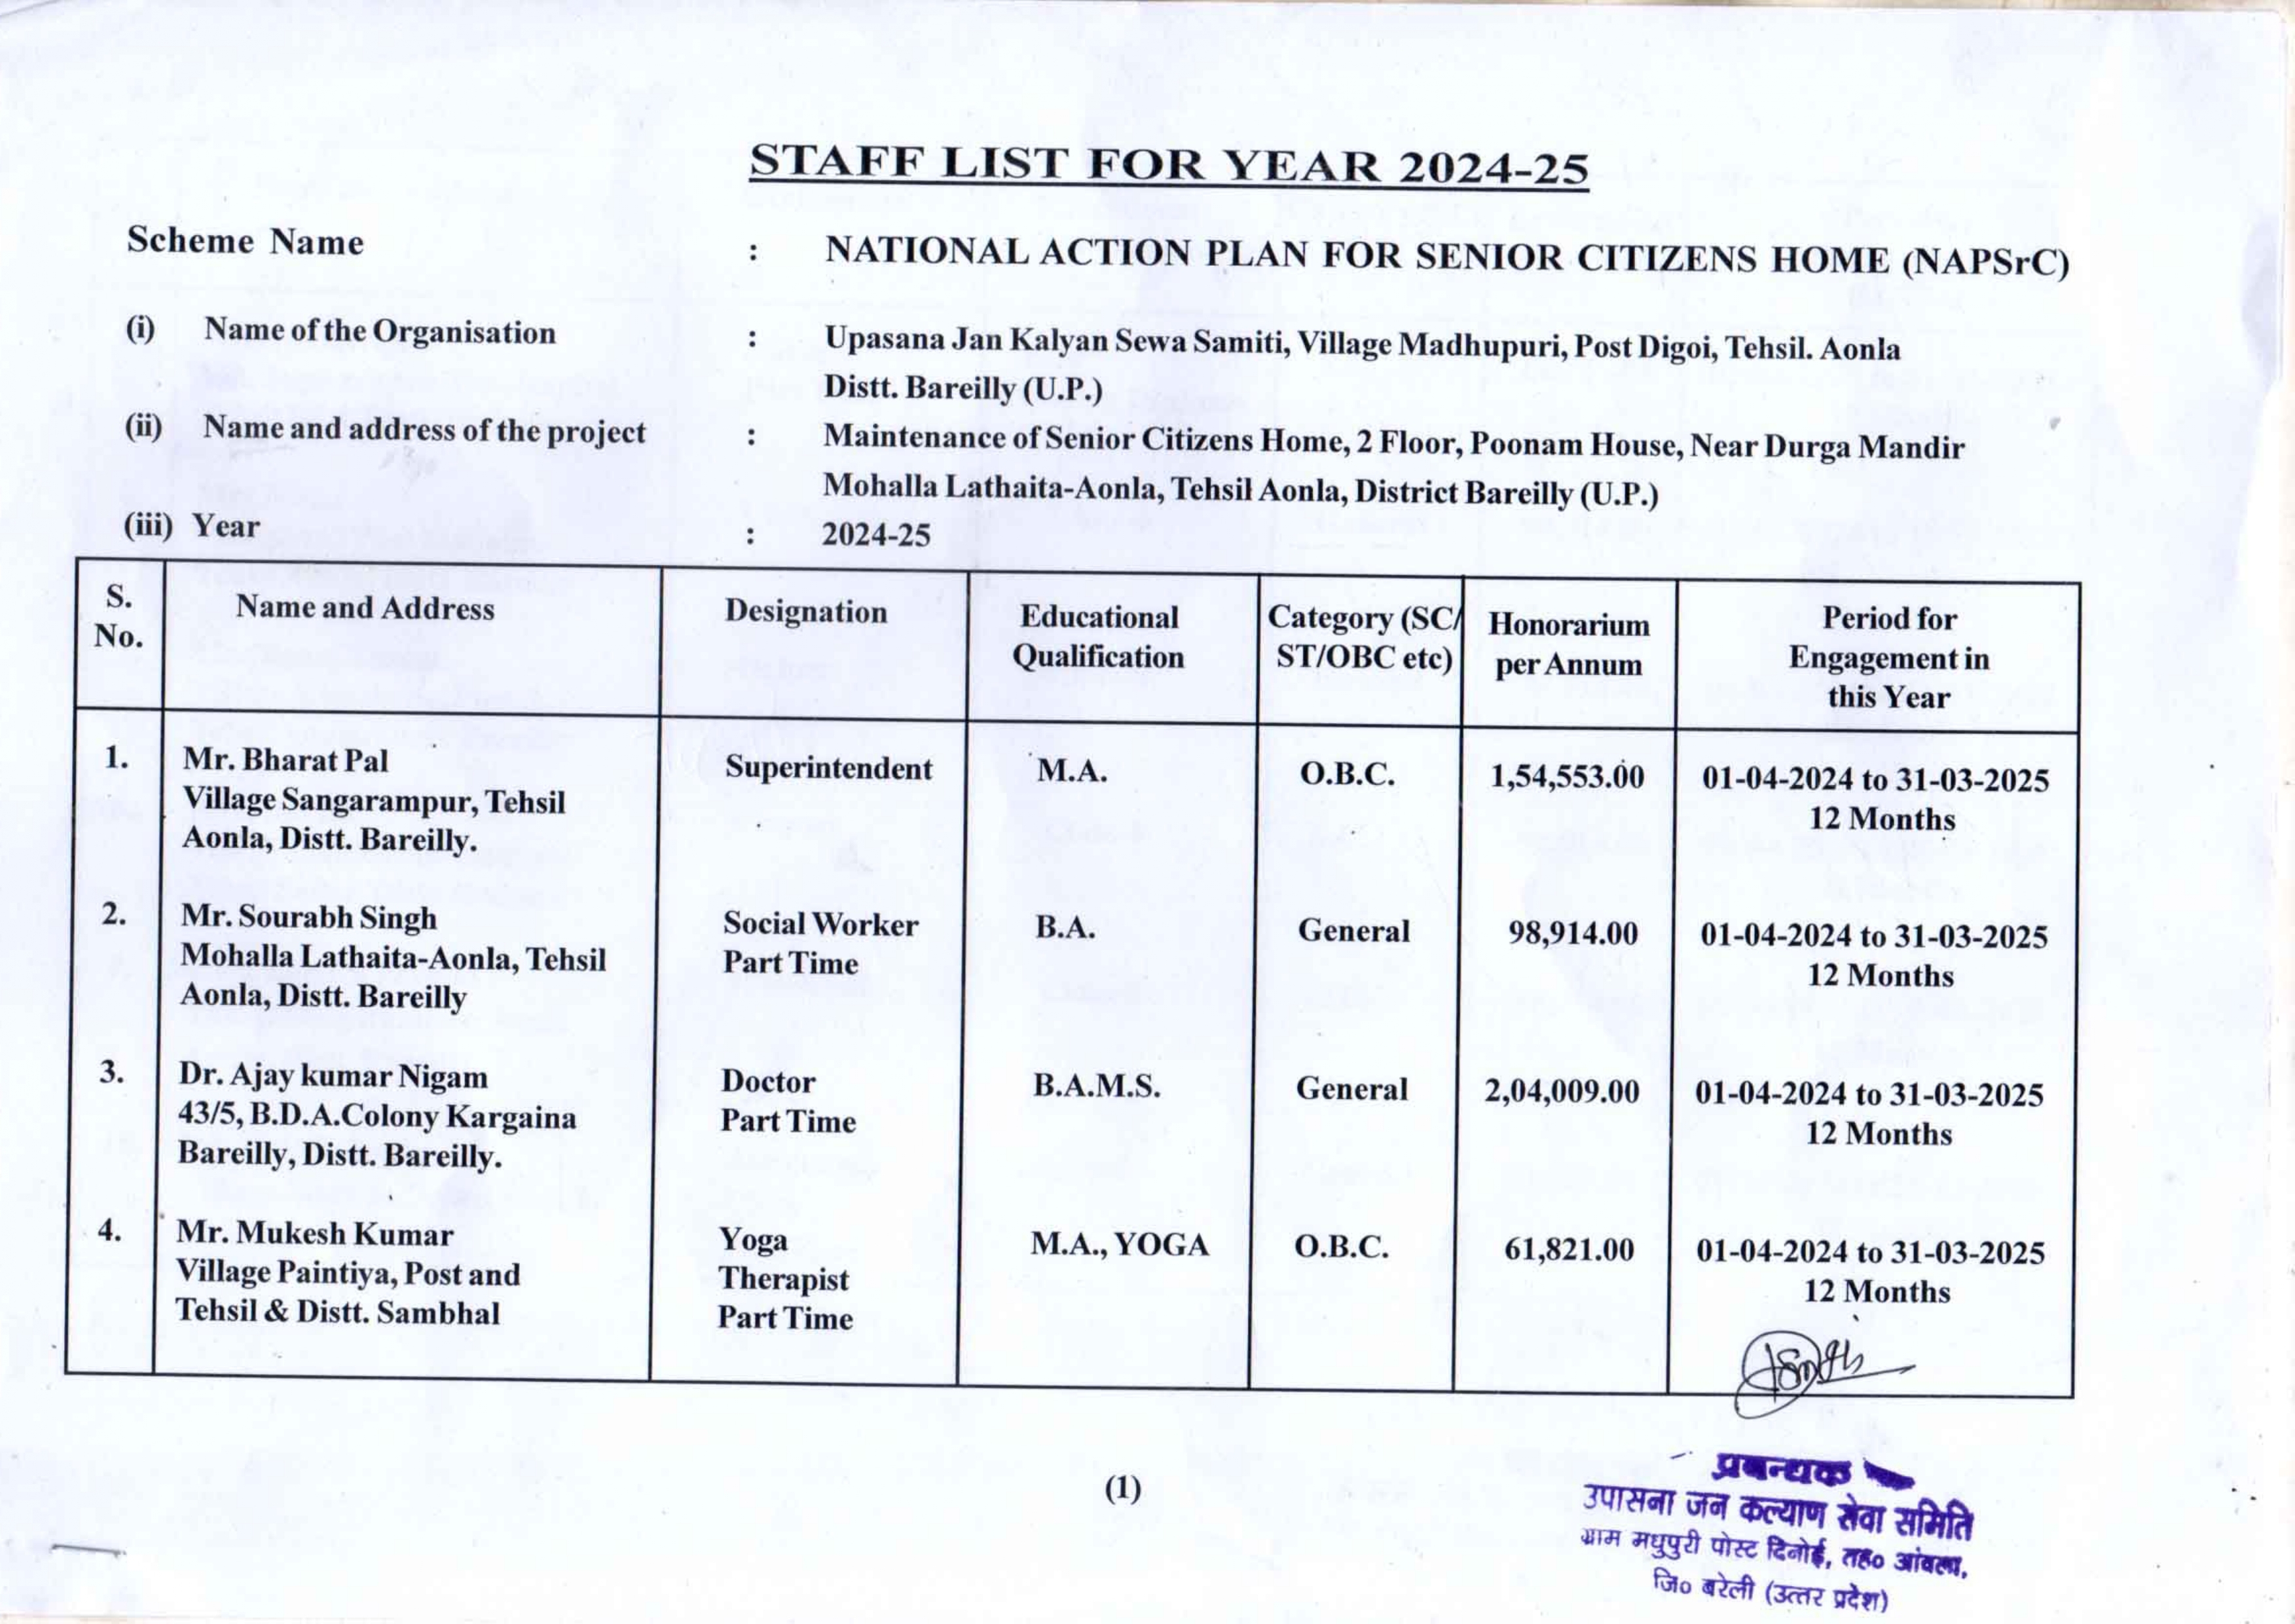 STAFF LIST FOR YEAR 2024-25
Scheme Name : NATIONAL ACTION PLAN FOR SENIOR CITIZENS HOME (NAPSrC)
(i) Name of the Organisation : Upasana Jan Kalyan Sewa Samiti, Village Madhupuri, Post Digoi, Tehsil. Aonla
Distt. Bareilly (U.P.)
(ii) Name and address of the project : Maintenance of Senior Citizens Home, 2 Floor, Poonam House, Near Durga Mandir
Mohalla Lathaita-Aonla, Tehsil Aonla, District Bareilly (U.P.)
(iii) Year : 2024-25
S. No. Name and Address Designation Educational Qualification Category (SC/ ST/OBC etc) Honorarium per Annum Period for Engagement in this Year
1. Mr. Bharat Pal Superintendent M.A. O.B.C. 1,54,553.00 01-04-2024 to 31-03-2025
Village Sangarampur, Tehsil 12 Months
Aonla, Distt. Bareilly.
2. Mr. Sourabh Singh Social Worker B.A. General 98,914.00 01-04-2024 to 31-03-2025
Mohalla Lathaita-Aonla, Tehsil Part Time 12 Months
Aonla, Distt. Bareilly
3. Dr. Ajay kumar Nigam Doctor B.A.M.S. General 2,04,009.00 01-04-2024 to 31-03-2025
43/5, B.D.A.Colony Kargaina Part Time 12 Months
Bareilly, Distt. Bareilly.
4. Mr. Mukesh Kumar Yoga M.A., YOGA O.B.C. 61,821.00 01-04-2024 to 31-03-2025
Village Paintiya, Post and Therapist 12 Months
Tehsil & Distt. Sambhal Part Time
(1)
प्रबन्धक
उपासना जन कल्याण सेवा समिति
ग्राम मधुपुरी पोस्ट दिनोई, तह० आंवला,
जि० बरेली (उत्तर प्रदेश)